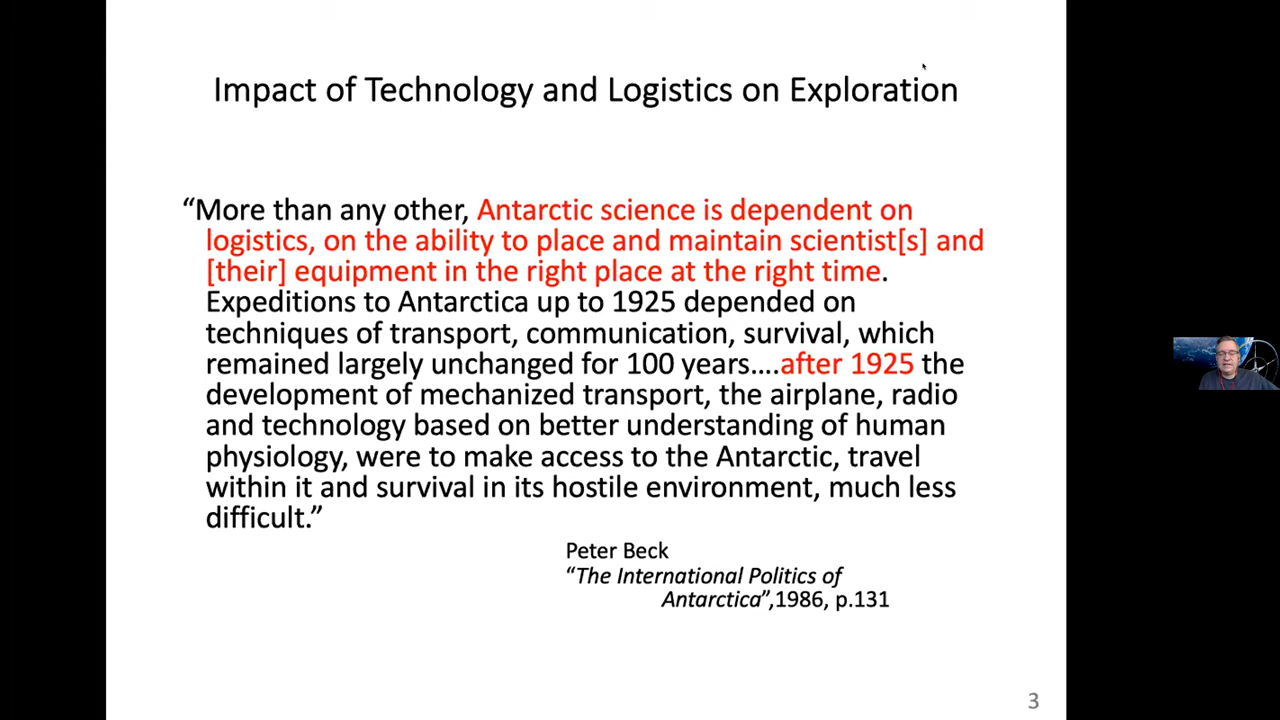 Impact of Technology and Logistics on Exploration
“More than any other, Antarctic science is dependent on
logistics, on the ability to place and maintain scientist[s] and
[their] equipment in the right place at the right time.
Expeditions to Antarctica up to 1925 depended on
techniques of transport, communication, survival, which
remained largely unchanged for 100 years….after 1925 the
development of mechanized transport, the airplane, radio
and technology based on better understanding of human
physiology, were to make access to the Antarctic, travel
within it and survival in its hostile environment, much less
difficult.”
Peter Beck
“The International Politics of
Antarctica”,1986, p.131
3